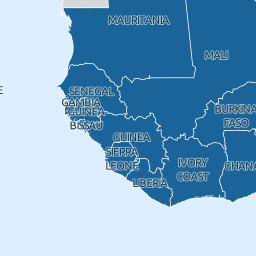 MAURITANIA
MALI
E
SENEGAL
GAMBIA
GUINEA
BISSAU
BURKINA
FASO
GUINEA
SIERRA
LEONE
IVORY
COAST
GHANA
LIBERIA